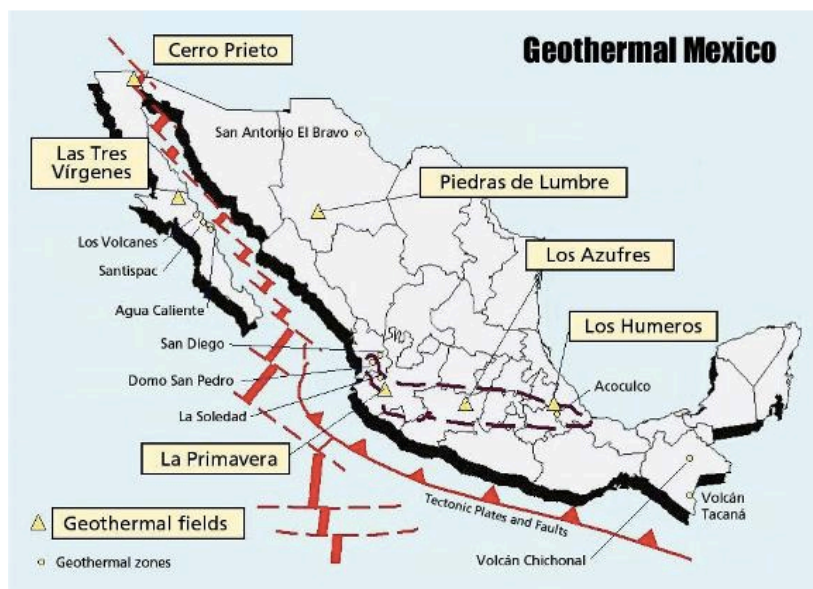 Geothermal Mexico
Cerro Prieto
San Antonio El Bravo
Las Tres
Vírgenes
Piedras de Lumbre
Los Volcanes
Los Azufres
Santispac
Agua Caliente
Los Humeros
San Diego
Domo San Pedro
Acoculco
La Soledad
La Primavera
Tectonic Plates and Faults
Volcán
Tacaná
Geothermal fields
Volcán Chichonal
Geothermal zones